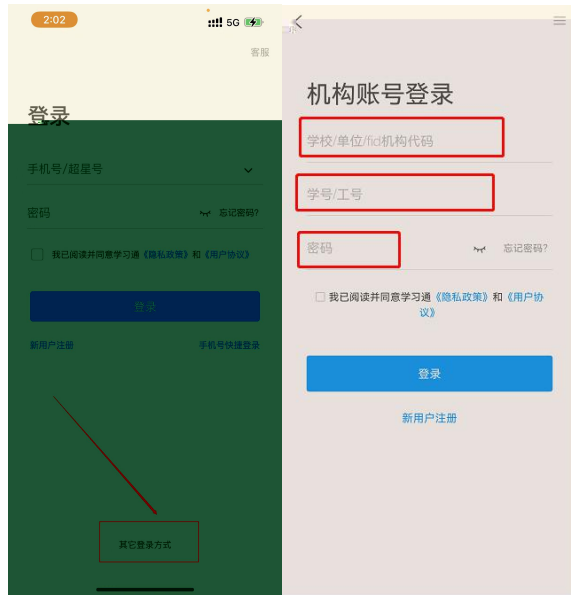 2:02
5G
客服
登录
手机号/超星号
密码
忘记密码?
我已阅读并同意学习通《隐私政策》和《用户协议》
登录
新用户注册
手机号快捷登录
其它登录方式
机构账号登录
学校/单位/fid机构代码
学号/工号
密码
忘记密码?
我已阅读并同意学习通《隐私政策》和《用户协
议》
登录
新用户注册